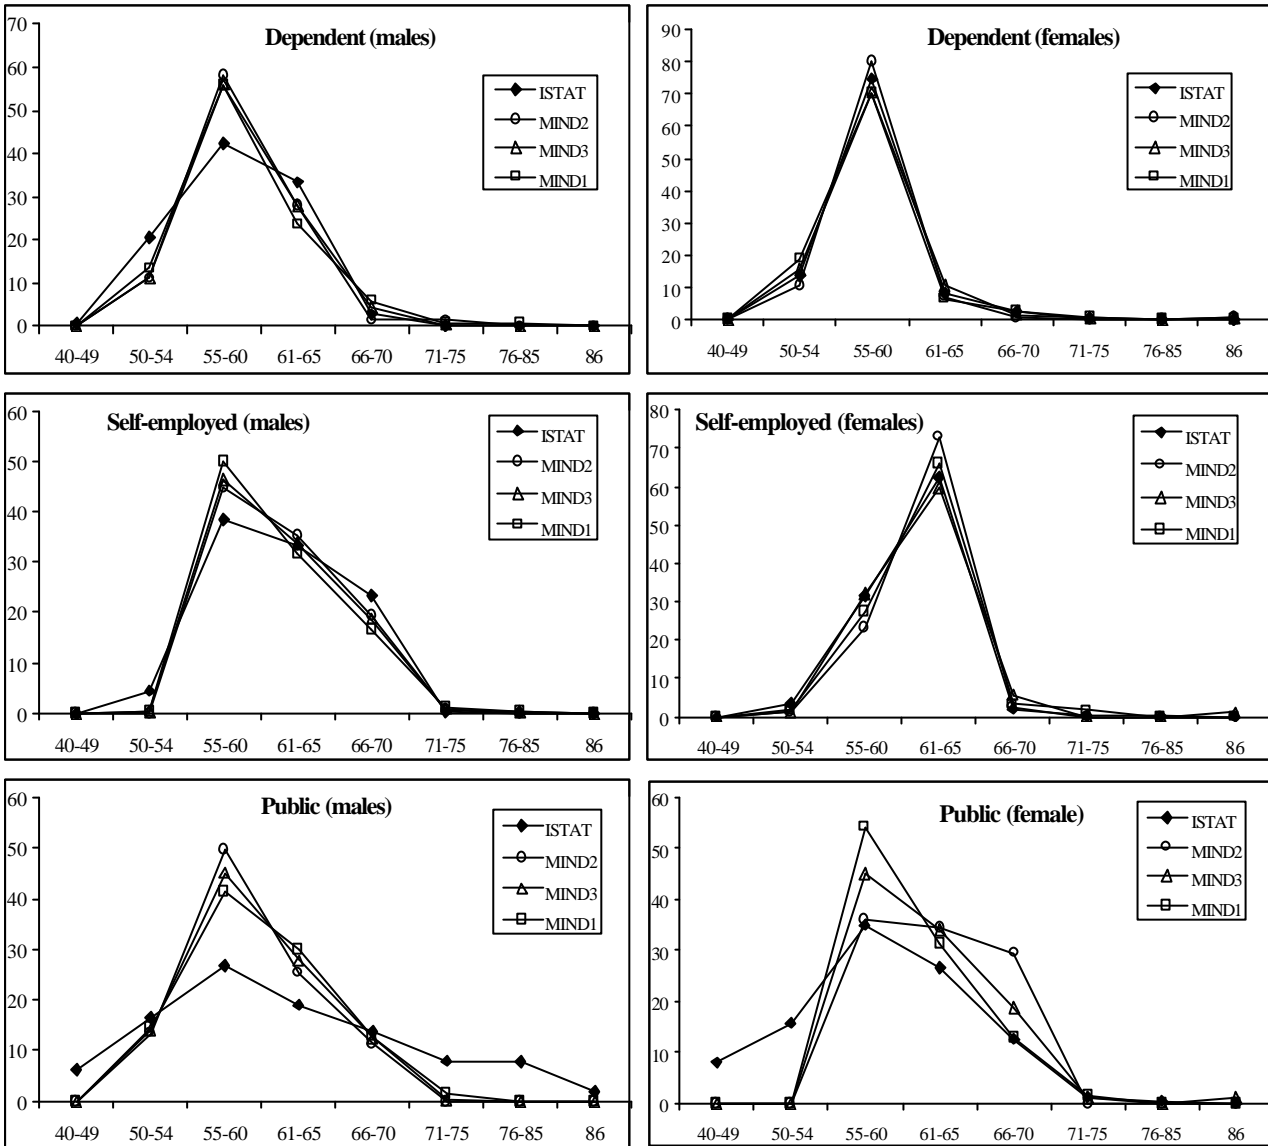 Dependent (males)
70
60
50
40
30
20
10
0
ISTAT
MIND2
MIND3
MIND1
40-49 50-54 55-60 61-65 66-70 71-75 76-85 86
Dependent (females)
90
80
70
60
50
40
30
20
10
0
ISTAT
MIND2
MIND3
MIND1
40-49 50-54 55-60 61-65 66-70 71-75 76-85 86
Self-employed (males)
60
50
40
30
20
10
0
ISTAT
MIND2
MIND3
MIND1
40-49 50-54 55-60 61-65 66-70 71-75 76-85 86
Self-employed (females)
80
70
60
50
40
30
20
10
0
ISTAT
MIND2
MIND3
MIND1
40-49 50-54 55-60 61-65 66-70 71-75 76-85 86
Public (males)
60
50
40
30
20
10
0
ISTAT
MIND2
MIND3
MIND1
40-49 50-54 55-60 61-65 66-70 71-75 76-85 86
Public (female)
60
50
40
30
20
10
0
ISTAT
MIND2
MIND3
MIND1
40-49 50-54 55-60 61-65 66-70 71-75 76-85 86